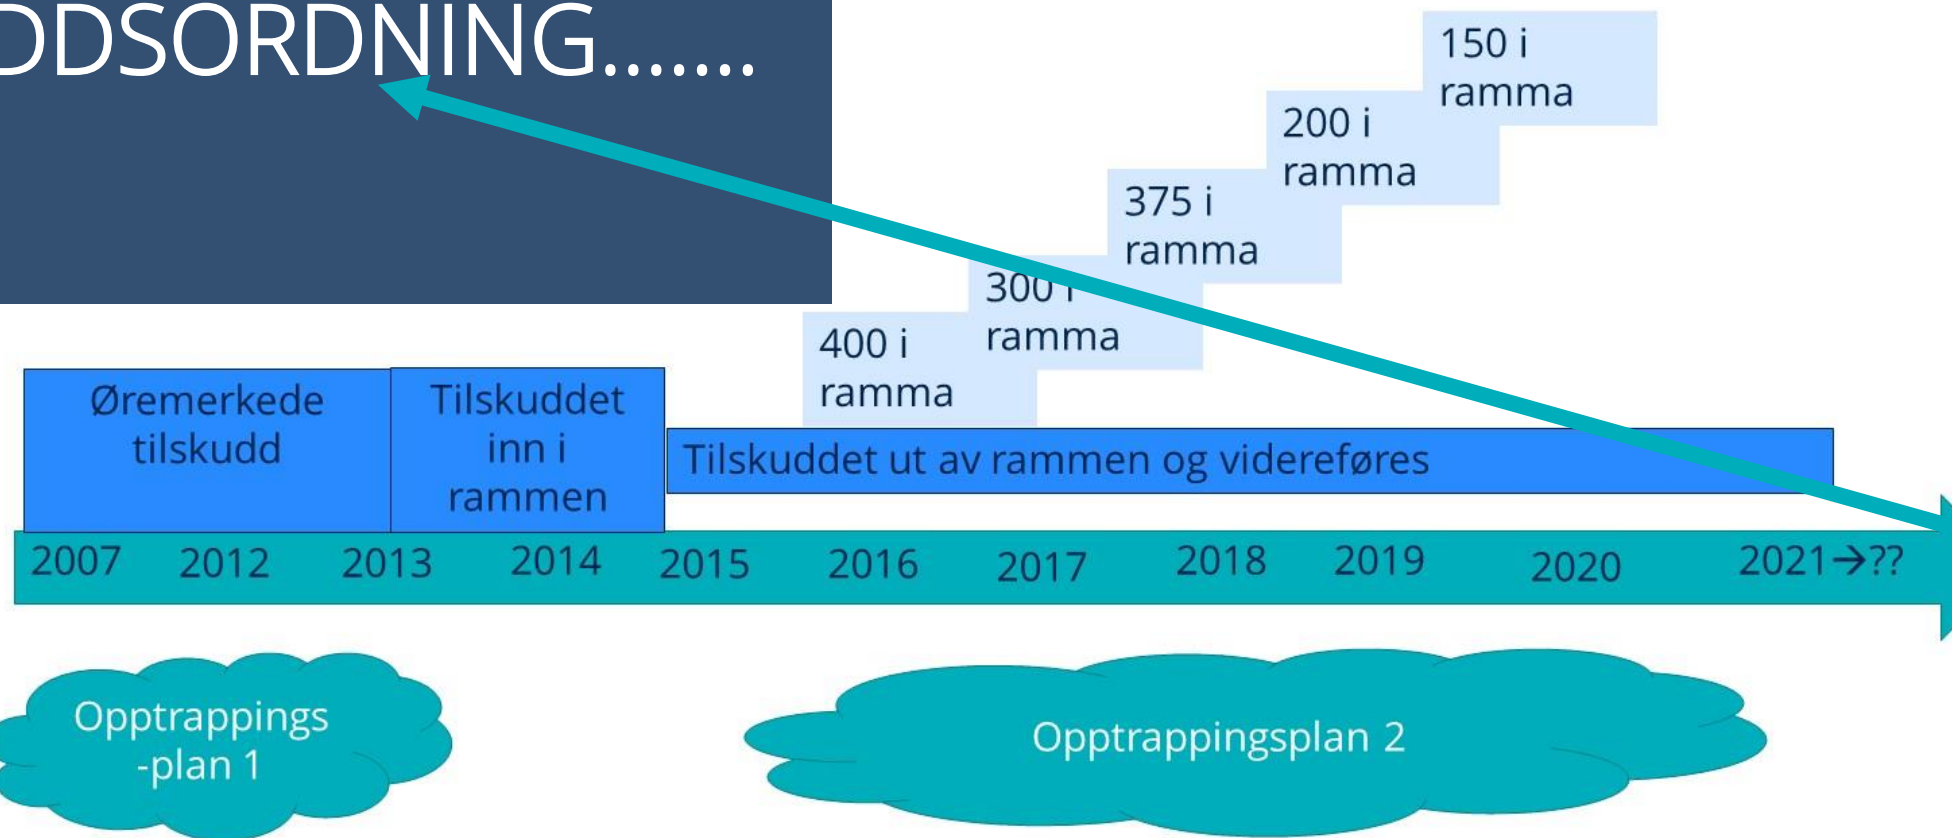 DDSORDNING.......
150 i
ramma
200 i
ramma
375 i
ramma
300 i
ramma
400 i
ramma
Øremerkede
tilskudd
Tilskuddet
inn i
rammen
Tilskuddet ut av rammen og videreføres
2007 2012 2013 2014 2015 2016 2017 2018 2019 2020 2021→??
Opptrappings
-plan 1
Opptrappingsplan 2